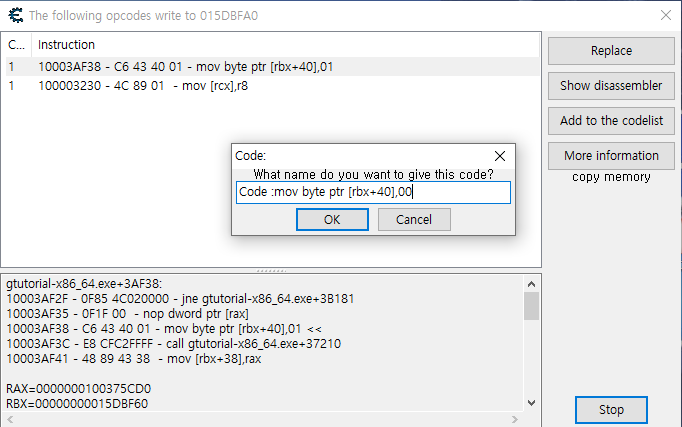 The following opcodes write to 015DBFA0
C... Instruction
1 10003AF38 - C6 43 40 01 - mov byte ptr [rbx+40],01
1 100003230 - 4C 89 01 - mov [rcx],r8
Replace
Show disassembler
Add to the codelist
More information
copy memory
Code:
What name do you want to give this code?
Code :mov byte ptr [rbx+40],00
OK Cancel
gtutorial-x86_64.exe+3AF38:
10003AF2F - 0F85 4C020000 - jne gtutorial-x86_64.exe+3B181
10003AF35 - 0F1F 00 - nop dword ptr [rax]
10003AF38 - C6 43 40 01 - mov byte ptr [rbx+40],01 <<
10003AF3C - E8 CFC2FFFF - call gtutorial-x86_64.exe+37210
10003AF41 - 48 89 43 38 - mov [rbx+38],rax
RAX=0000000100375CD0
RBX=00000000015DBF60
Stop